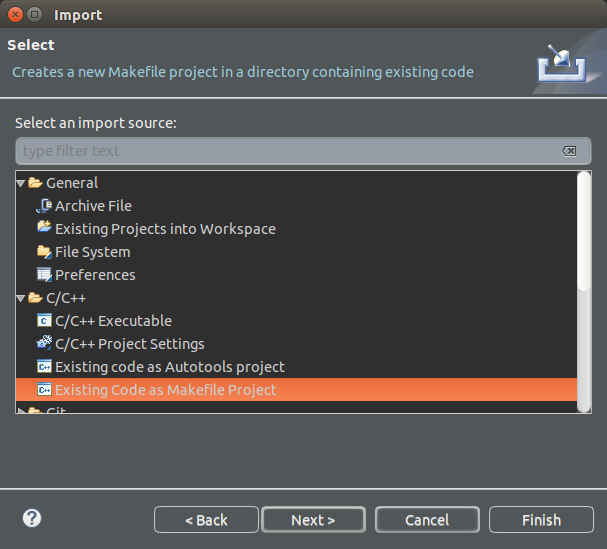 Import
Select
Creates a new Makefile project in a directory containing existing code
Select an import source:
type filter text
General
Archive File
Existing Projects into Workspace
File System
Preferences
C/C++
C/C++ Executable
C/C++ Project Settings
Existing code as Autotools project
Existing Code as Makefile Project
Git
< Back
Next >
Cancel
Finish